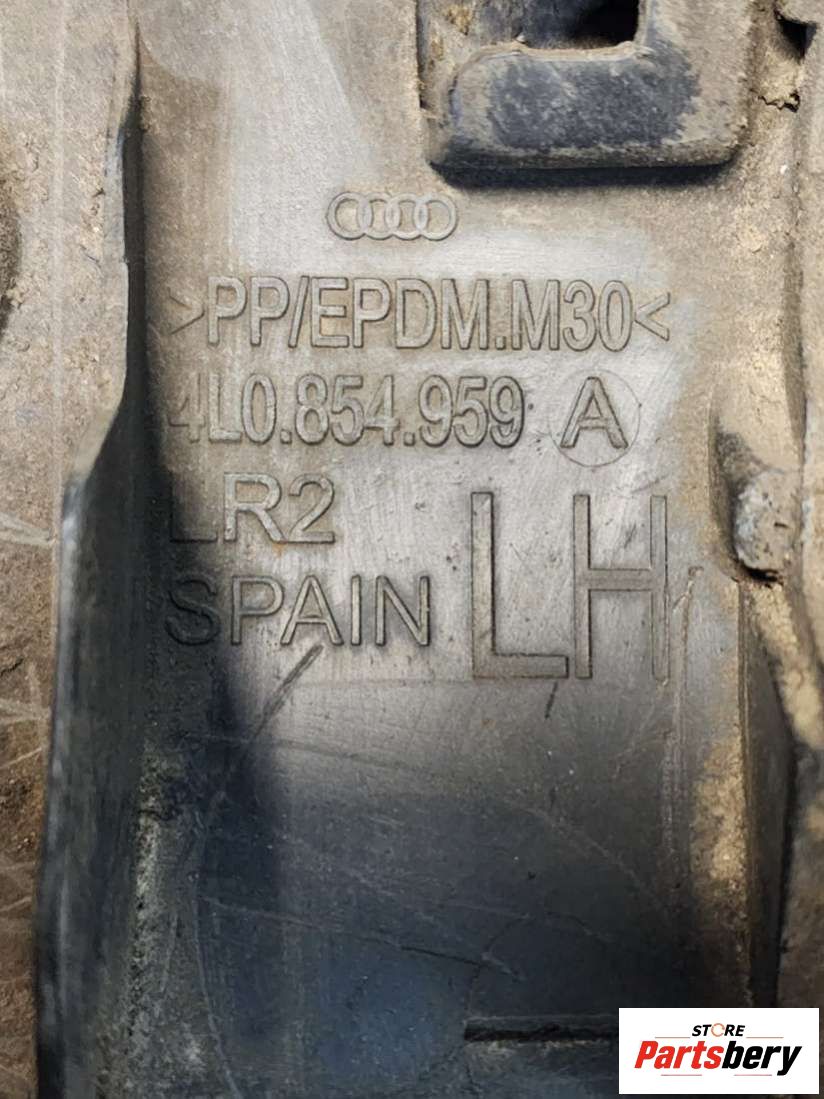 >PP/EPDM.M30<
4L0.854.959 A
LR2
SPAIN LH
STORE
Partsbery